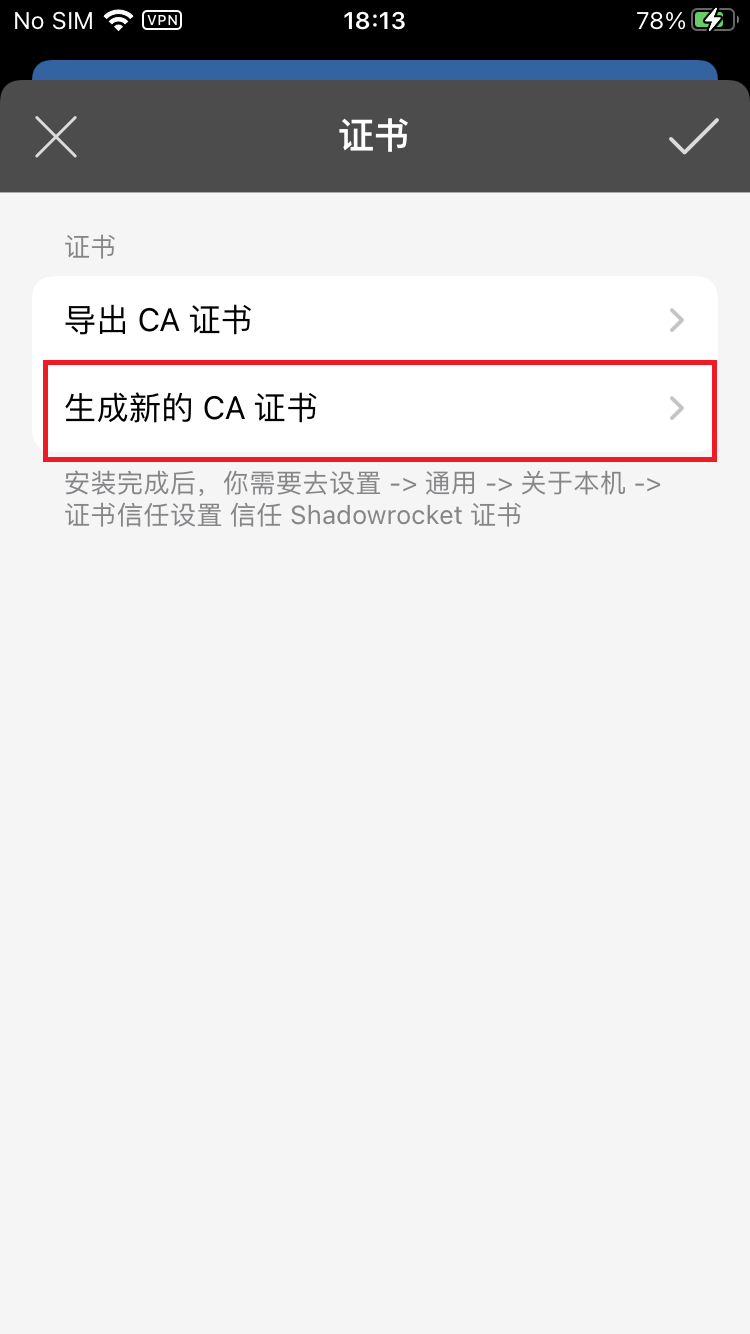 No SIM VPN 18:13 78%
证书
证书
导出 CA 证书
生成新的 CA 证书
安装完成后，你需要去设置 -> 通用 -> 关于本机 ->
证书信任设置 信任 Shadowrocket 证书